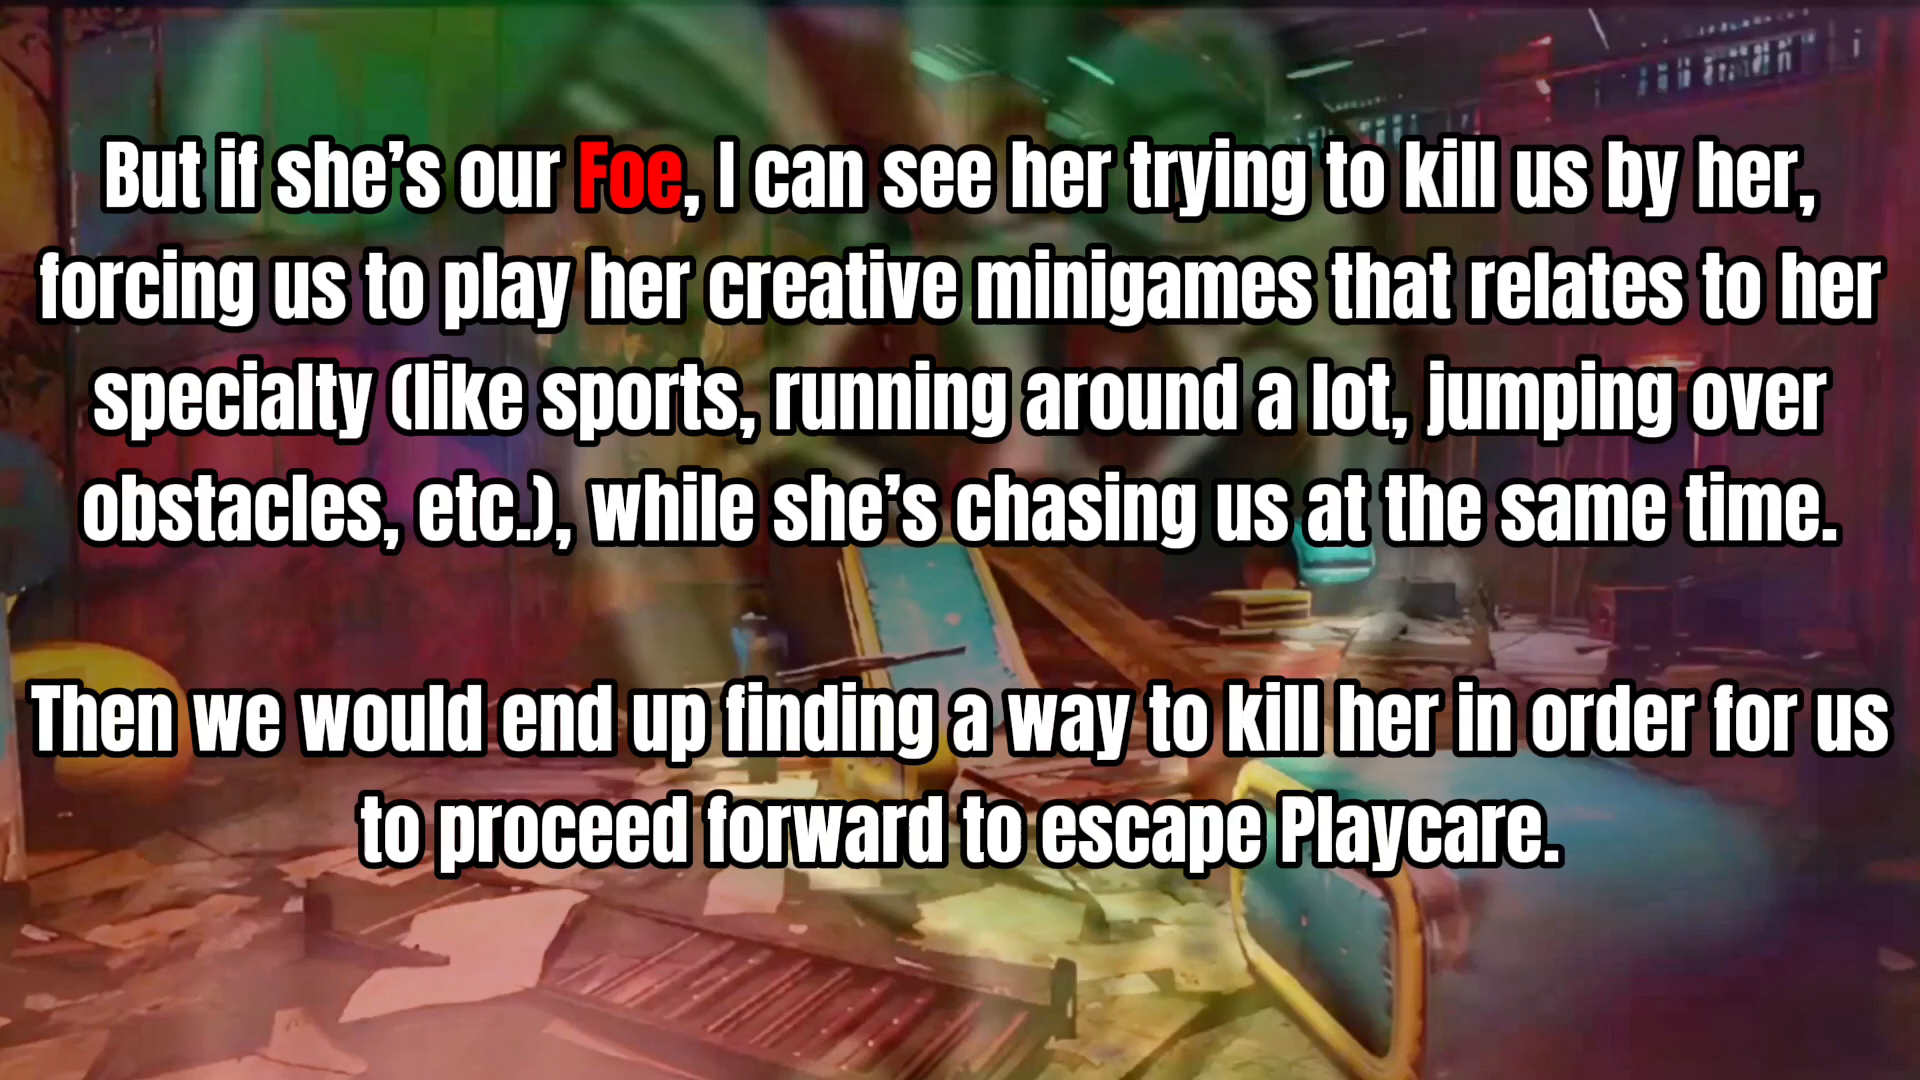 But if she’s our Foe, I can see her trying to kill us by her,
forcing us to play her creative minigames that relates to her
specialty (like sports, running around a lot, jumping over
obstacles, etc.), while she’s chasing us at the same time.
Then we would end up finding a way to kill her in order for us
to proceed forward to escape Playcare.